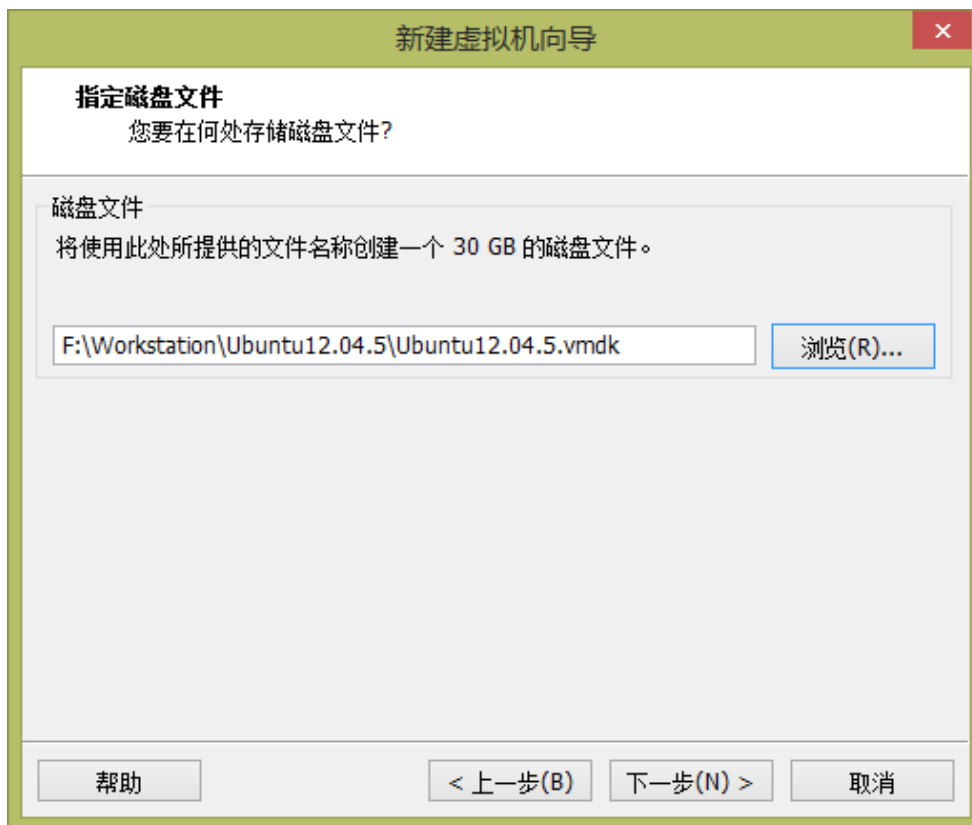 新建虚拟机向导
指定磁盘文件
您要在何处存储磁盘文件?
磁盘文件
将使用此处所提供的文件名称创建一个 30 GB 的磁盘文件。
F:\Workstation\Ubuntu12.04.5\Ubuntu12.04.5.vmdk
浏览(R)...
帮助
< 上一步(B)
下一步(N) >
取消